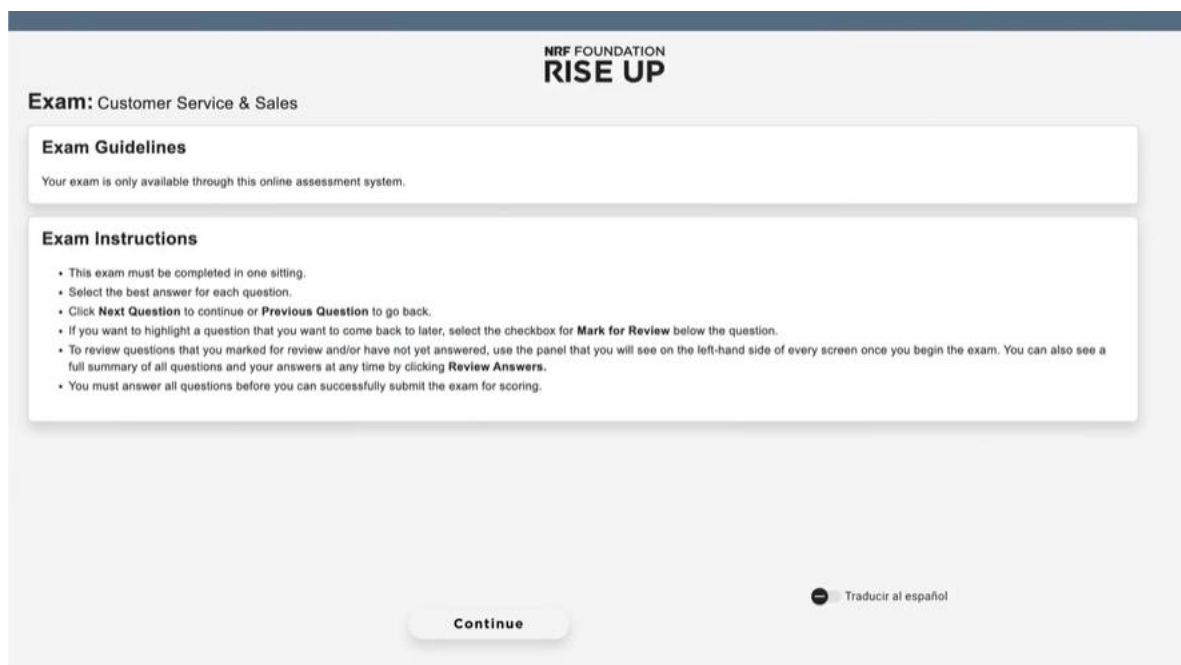 NRF FOUNDATION
RISE UP
Exam: Customer Service & Sales
Exam Guidelines
Your exam is only available through this online assessment system.
Exam Instructions
• This exam must be completed in one sitting.
• Select the best answer for each question.
• Click Next Question to continue or Previous Question to go back.
• If you want to highlight a question that you want to come back to later, select the checkbox for Mark for Review below the question.
• To review questions that you marked for review and/or have not yet answered, use the panel that you will see on the left-hand side of every screen once you begin the exam. You can also see a
full summary of all questions and your answers at any time by clicking Review Answers.
• You must answer all questions before you can successfully submit the exam for scoring.
Traducir al español
Continue